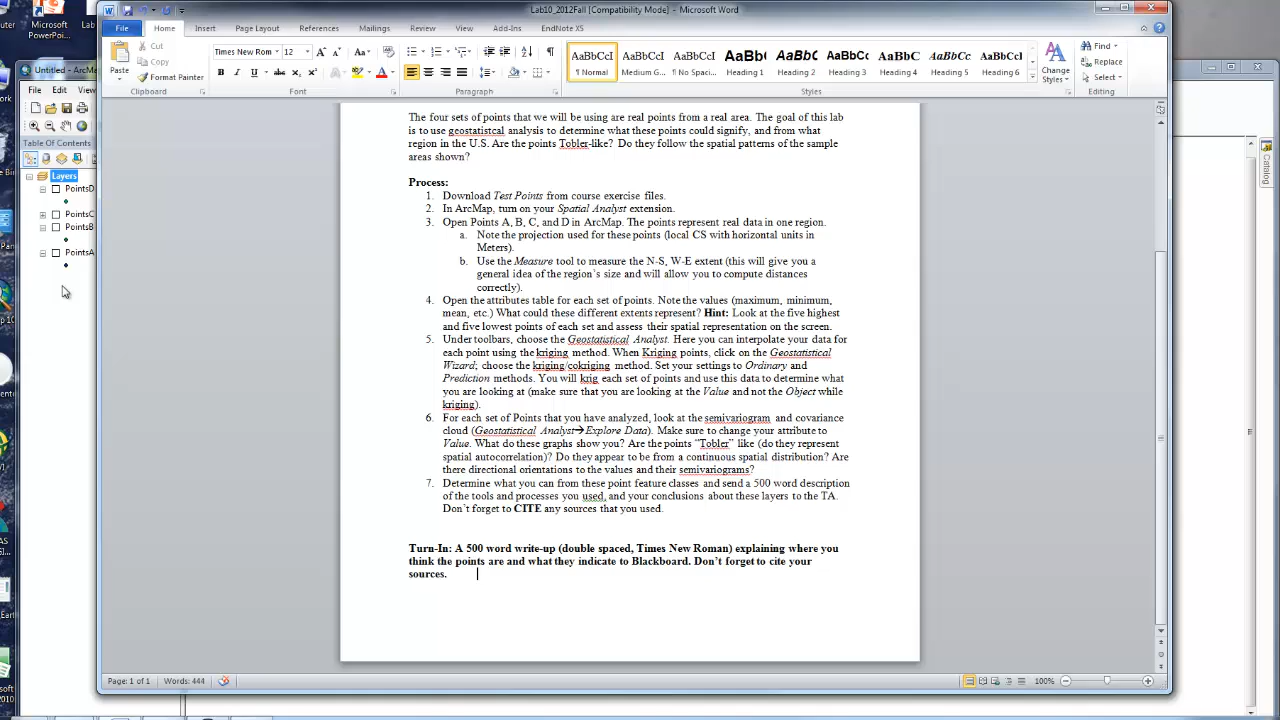 Microsoft
PowerPoi...
Lab
Lab10_2012Fall [Compatibility Mode] - Microsoft Word
File Home Insert Page Layout References Mailings Review View Add-Ins EndNote X5
Untitled - ArcMa
File Edit View
Table Of Contents
Layers
PointsD
PointsC
PointsB
PointsA
Paste
Cut
Copy
Format Painter
Clipboard
Times New Rom 12
Font
Paragraph
AaBbCcI AaBbCcI AaBbCcI AaBbC AaBbC AaBbCc AaBbC AaBbCc AaBbCcl
¶ Normal Medium G... ¶ No Spacin... Heading 1 Heading 2 Heading 3 Heading 4 Heading 5 Heading 6
Styles
Change
Styles
Find
Replace
Select
Editing
Catalog
The four sets of points that we will be using are real points from a real area. The goal of this lab
is to use geostatistcal analysis to determine what these points could signify, and from what
region in the U.S. Are the points Tobler-like? Do they follow the spatial patterns of the sample
areas shown?
Process:
1. Download Test Points from course exercise files.
2. In ArcMap, turn on your Spatial Analyst extension.
3. Open Points A, B, C, and D in ArcMap. The points represent real data in one region.
a. Note the projection used for these points (local CS with horizontal units in
Meters).
b. Use the Measure tool to measure the N-S, W-E extent (this will give you a
general idea of the region's size and will allow you to compute distances
correctly).
4. Open the attributes table for each set of points. Note the values (maximum, minimum,
mean, etc.) What could these different extents represent? Hint: Look at the five highest
and five lowest points of each set and assess their spatial representation on the screen.
5. Under toolbars, choose the Geostatistical Analyst. Here you can interpolate your data for
each point using the kriging method. When Kriging points, click on the Geostatistical
Wizard; choose the kriging/cokriging method. Set your settings to Ordinary and
Prediction methods. You will krig each set of points and use this data to determine what
you are looking at (make sure that you are looking at the Value and not the Object while
kriging).
6. For each set of Points that you have analyzed, look at the semivariogram and covariance
cloud (Geostatistical Analyst→Explore Data). Make sure to change your attribute to
Value. What do these graphs show you? Are the points "Tobler" like (do they represent
spatial autocorrelation)? Do they appear to be from a continuous spatial distribution? Are
there directional orientations to the values and their semivariograms?
7. Determine what you can from these point feature classes and send a 500 word description
of the tools and processes you used, and your conclusions about these layers to the TA.
Don't forget to CITE any sources that you used.
Turn-In: A 500 word write-up (double spaced, Times New Roman) explaining where you
think the points are and what they indicate to Blackboard. Don't forget to cite your
sources.
Page: 1 of 1 Words: 444
100%